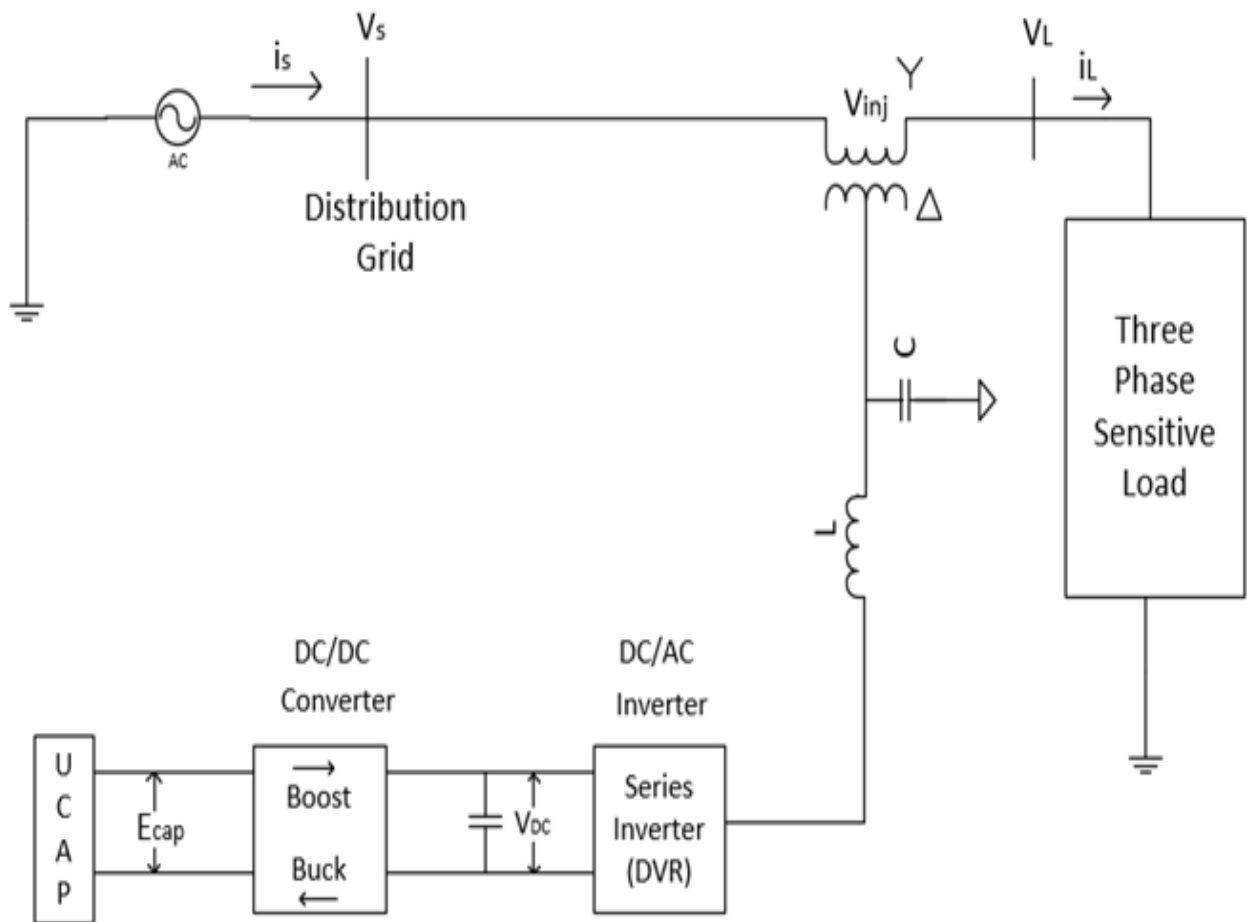 Vs
is
AC
Distribution
Grid
Vinj
Y
Δ
VL
iL
Three
Phase
Sensitive
Load
C
L
DC/DC
Converter
DC/AC
Inverter
U
C
A
P
Ecap
Boost
Buck
VDC
Series
Inverter
(DVR)